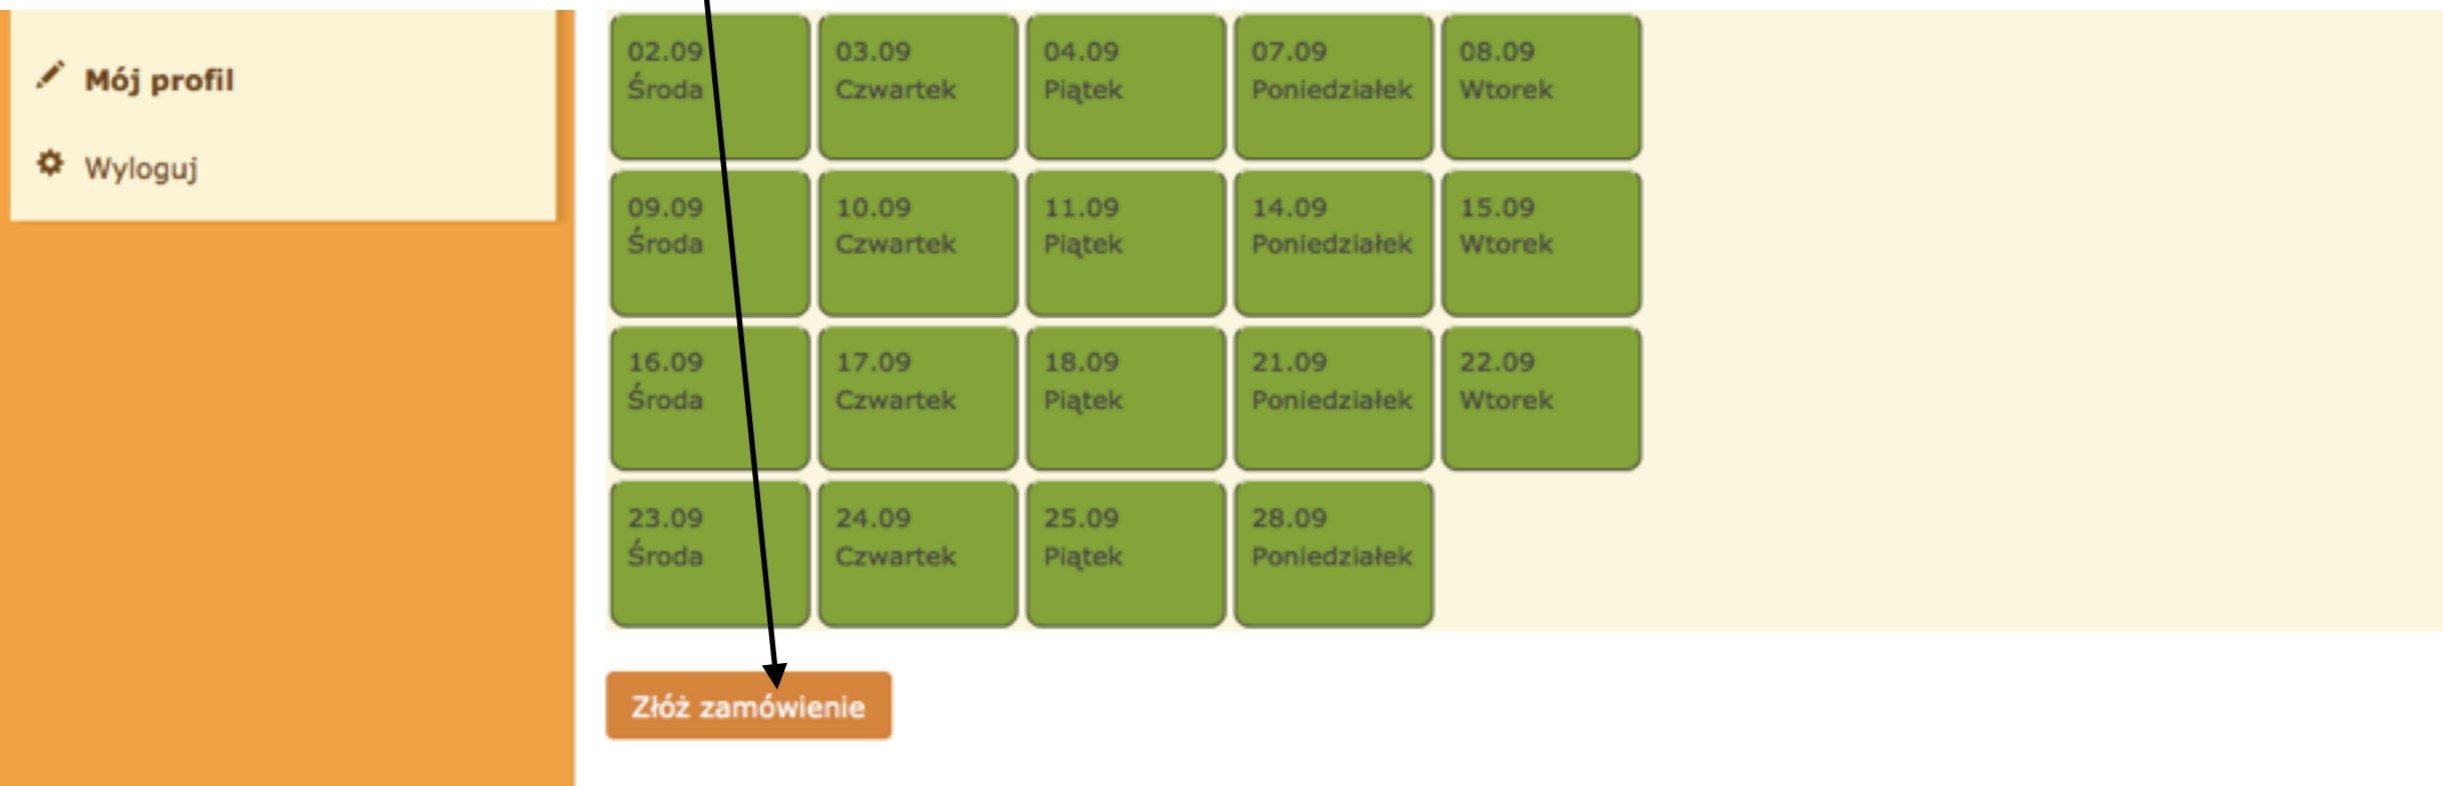 Mój profil
Wyloguj
02.09
Środa
03.09
Czwartek
04.09
Piątek
07.09
Poniedziałek
08.09
Wtorek
09.09
Środa
10.09
Czwartek
11.09
Piątek
14.09
Poniedziałek
15.09
Wtorek
16.09
Środa
17.09
Czwartek
18.09
Piątek
21.09
Poniedziałek
22.09
Wtorek
23.09
Środa
24.09
Czwartek
25.09
Piątek
28.09
Poniedziałek
Złóż zamówienie